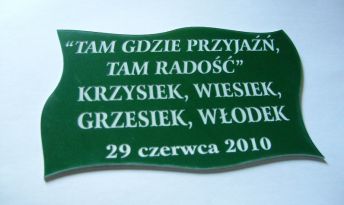 “TAM GDZIE PRZYJAŹŃ,
TAM RADOŚĆ”
KRZYSIEK, WIESIEK,
GRZESIEK, WŁODEK
29 czerwca 2010